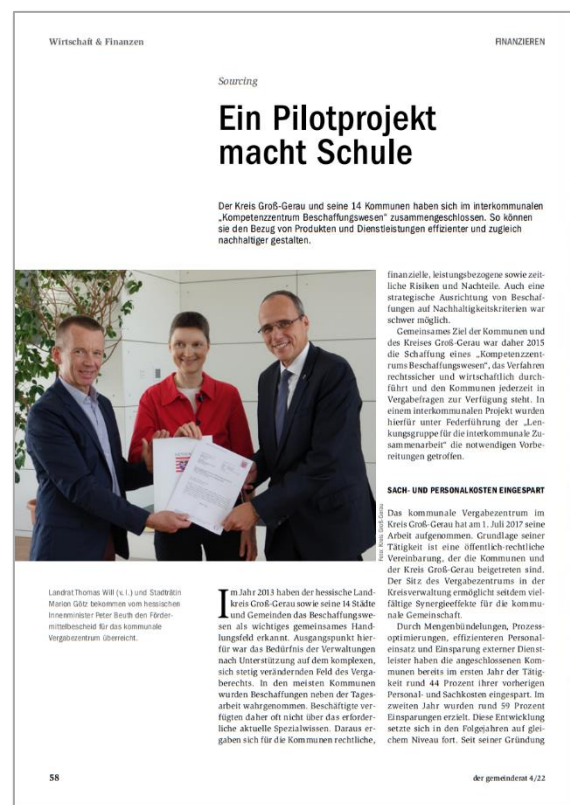 Wirtschaft & Finanzen
FINANZIEREN
Sourcing
Ein Pilotprojekt
macht Schule
Der Kreis Groß-Gerau und seine 14 Kommunen haben sich im interkommunalen
„Kompetenzzentrum Beschaffungswesen“ zusammengeschlossen. So können
sie den Bezug von Produkten und Dienstleistungen effizienter und zugleich
nachhaltiger gestalten.
Foto: Kreis Groß-Gerau
Landrat Thomas Will (v. l.) und Stadträtin
Marion Götz bekommen vom hessischen
Innenminister Peter Beuth den Förder-
mittelbescheid für das kommunale
Vergabezentrum überreicht.
Im Jahr 2013 haben der hessische Land-
kreis Groß-Gerau sowie seine 14 Städte
und Gemeinden das Beschaffungswe-
sen als wichtiges gemeinsames Hand-
lungsfeld erkannt. Ausgangspunkt hier-
für war das Bedürfnis der Verwaltungen
nach Unterstützung auf dem komplexen,
sich stetig verändernden Feld des Verga-
berechts. In den meisten Kommunen
wurden Beschaffungen neben der Tages-
arbeit wahrgenommen. Beschäftigte ver-
fügten daher oft nicht über das erforder-
liche aktuelle Spezialwissen. Daraus er-
gaben sich für die Kommunen rechtliche,
finanzielle, leistungsbezogene sowie zeit-
liche Risiken und Nachteile. Auch eine
strategische Ausrichtung von Beschaf-
fungen auf Nachhaltigkeitskriterien war
schwer möglich.
Gemeinsames Ziel der Kommunen und
des Kreises Groß-Gerau war daher 2015
die Schaffung eines „Kompetenzzent-
rums Beschaffungswesen“, das Verfahren
rechtssicher und wirtschaftlich durch-
führt und den Kommunen jederzeit in
Vergabefragen zur Verfügung steht. In
einem interkommunalen Projekt wurden
hierfür unter Federführung der „Len-
kungsgruppe für die interkommunale Zu-
sammenarbeit“ die notwendigen Vorbe-
reitungen getroffen.
SACH- UND PERSONALKOSTEN EINGESPART
Das kommunale Vergabezentrum im
Kreis Groß-Gerau hat am 1. Juli 2017 seine
Arbeit aufgenommen. Grundlage seiner
Tätigkeit ist eine öffentlich-rechtliche
Vereinbarung, der die Kommunen und
der Kreis Groß-Gerau beigetreten sind.
Der Sitz des Vergabezentrums in der
Kreisverwaltung ermöglicht seitdem viel-
fältige Synergieeffekte für die kommu-
nale Gemeinschaft.
Durch Mengenbündelungen, Prozess-
optimierungen, effizienteren Personal-
einsatz und Einsparung externer Dienst-
leister haben die angeschlossenen Kom-
munen bereits im ersten Jahr der Tätig-
keit rund 44 Prozent ihrer vorherigen
Personal- und Sachkosten eingespart. Im
zweiten Jahr wurden rund 59 Prozent
Einsparungen erzielt. Diese Entwicklung
setzte sich in den Folgejahren auf glei-
chem Niveau fort. Seit seiner Gründung
58
der gemeinderat 4/22